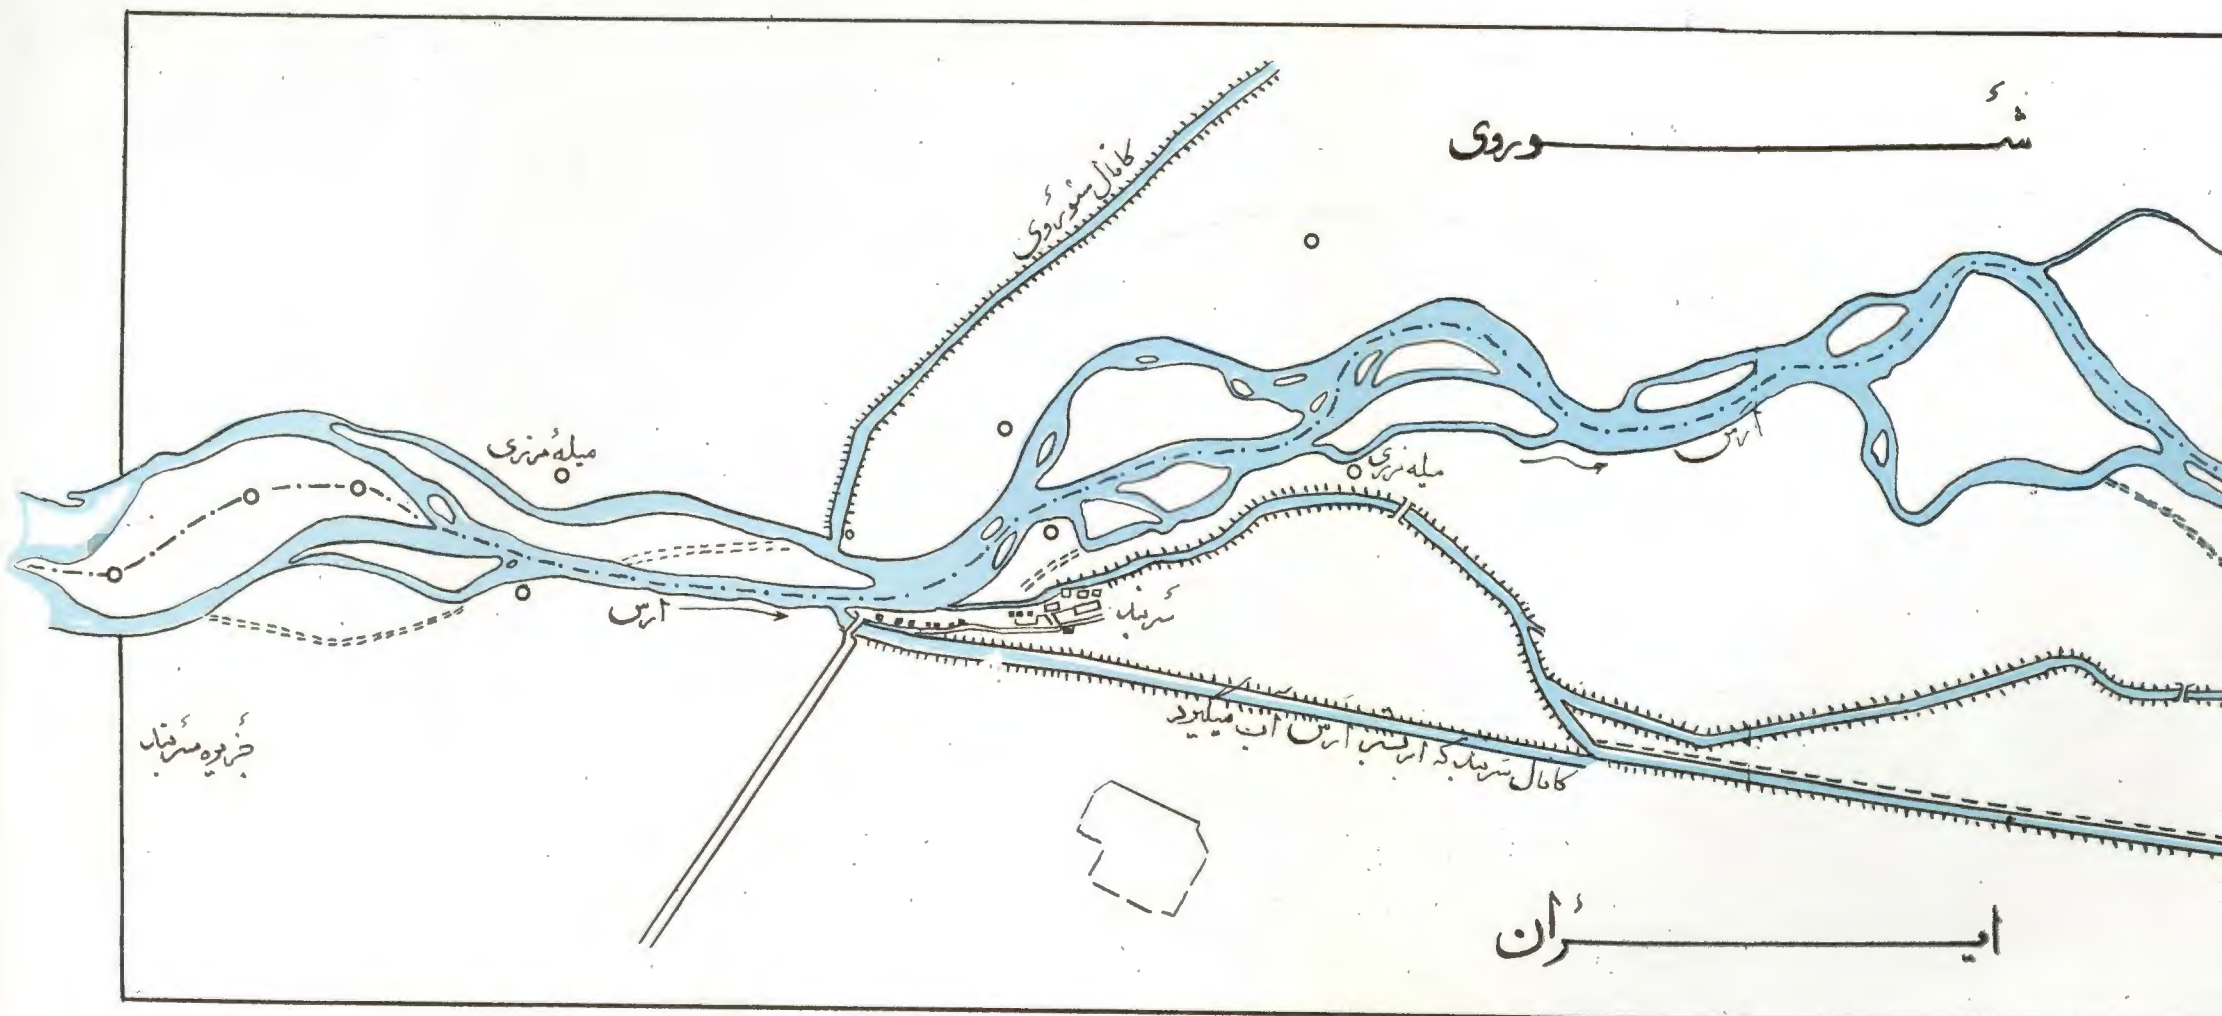 شوروی
کانال شوروی
میله مرزی
میله مرزی
ارس
ارس
سربند
جزیره سربند
کانال سربند که از سد ارس آب میگیرد
ایران